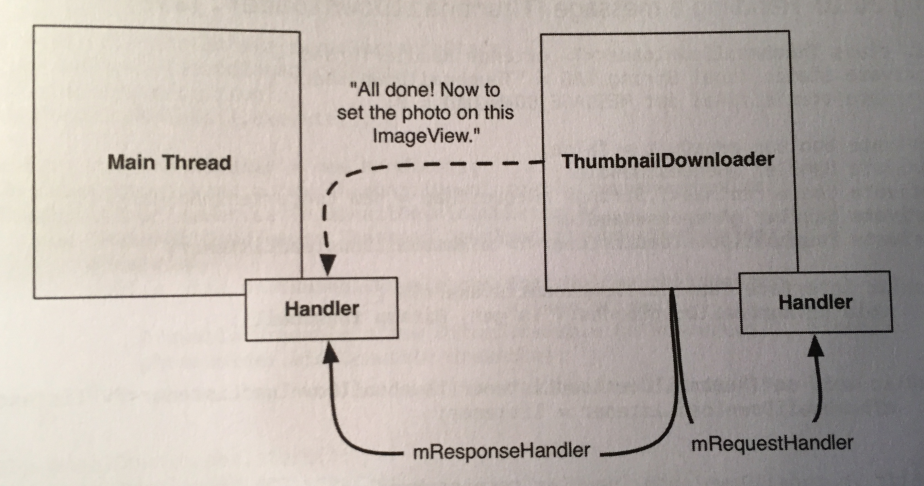 "All done! Now to
set the photo on this
ImageView."
Main Thread
ThumbnailDownloader
Handler
Handler
mResponseHandler
mRequestHandler